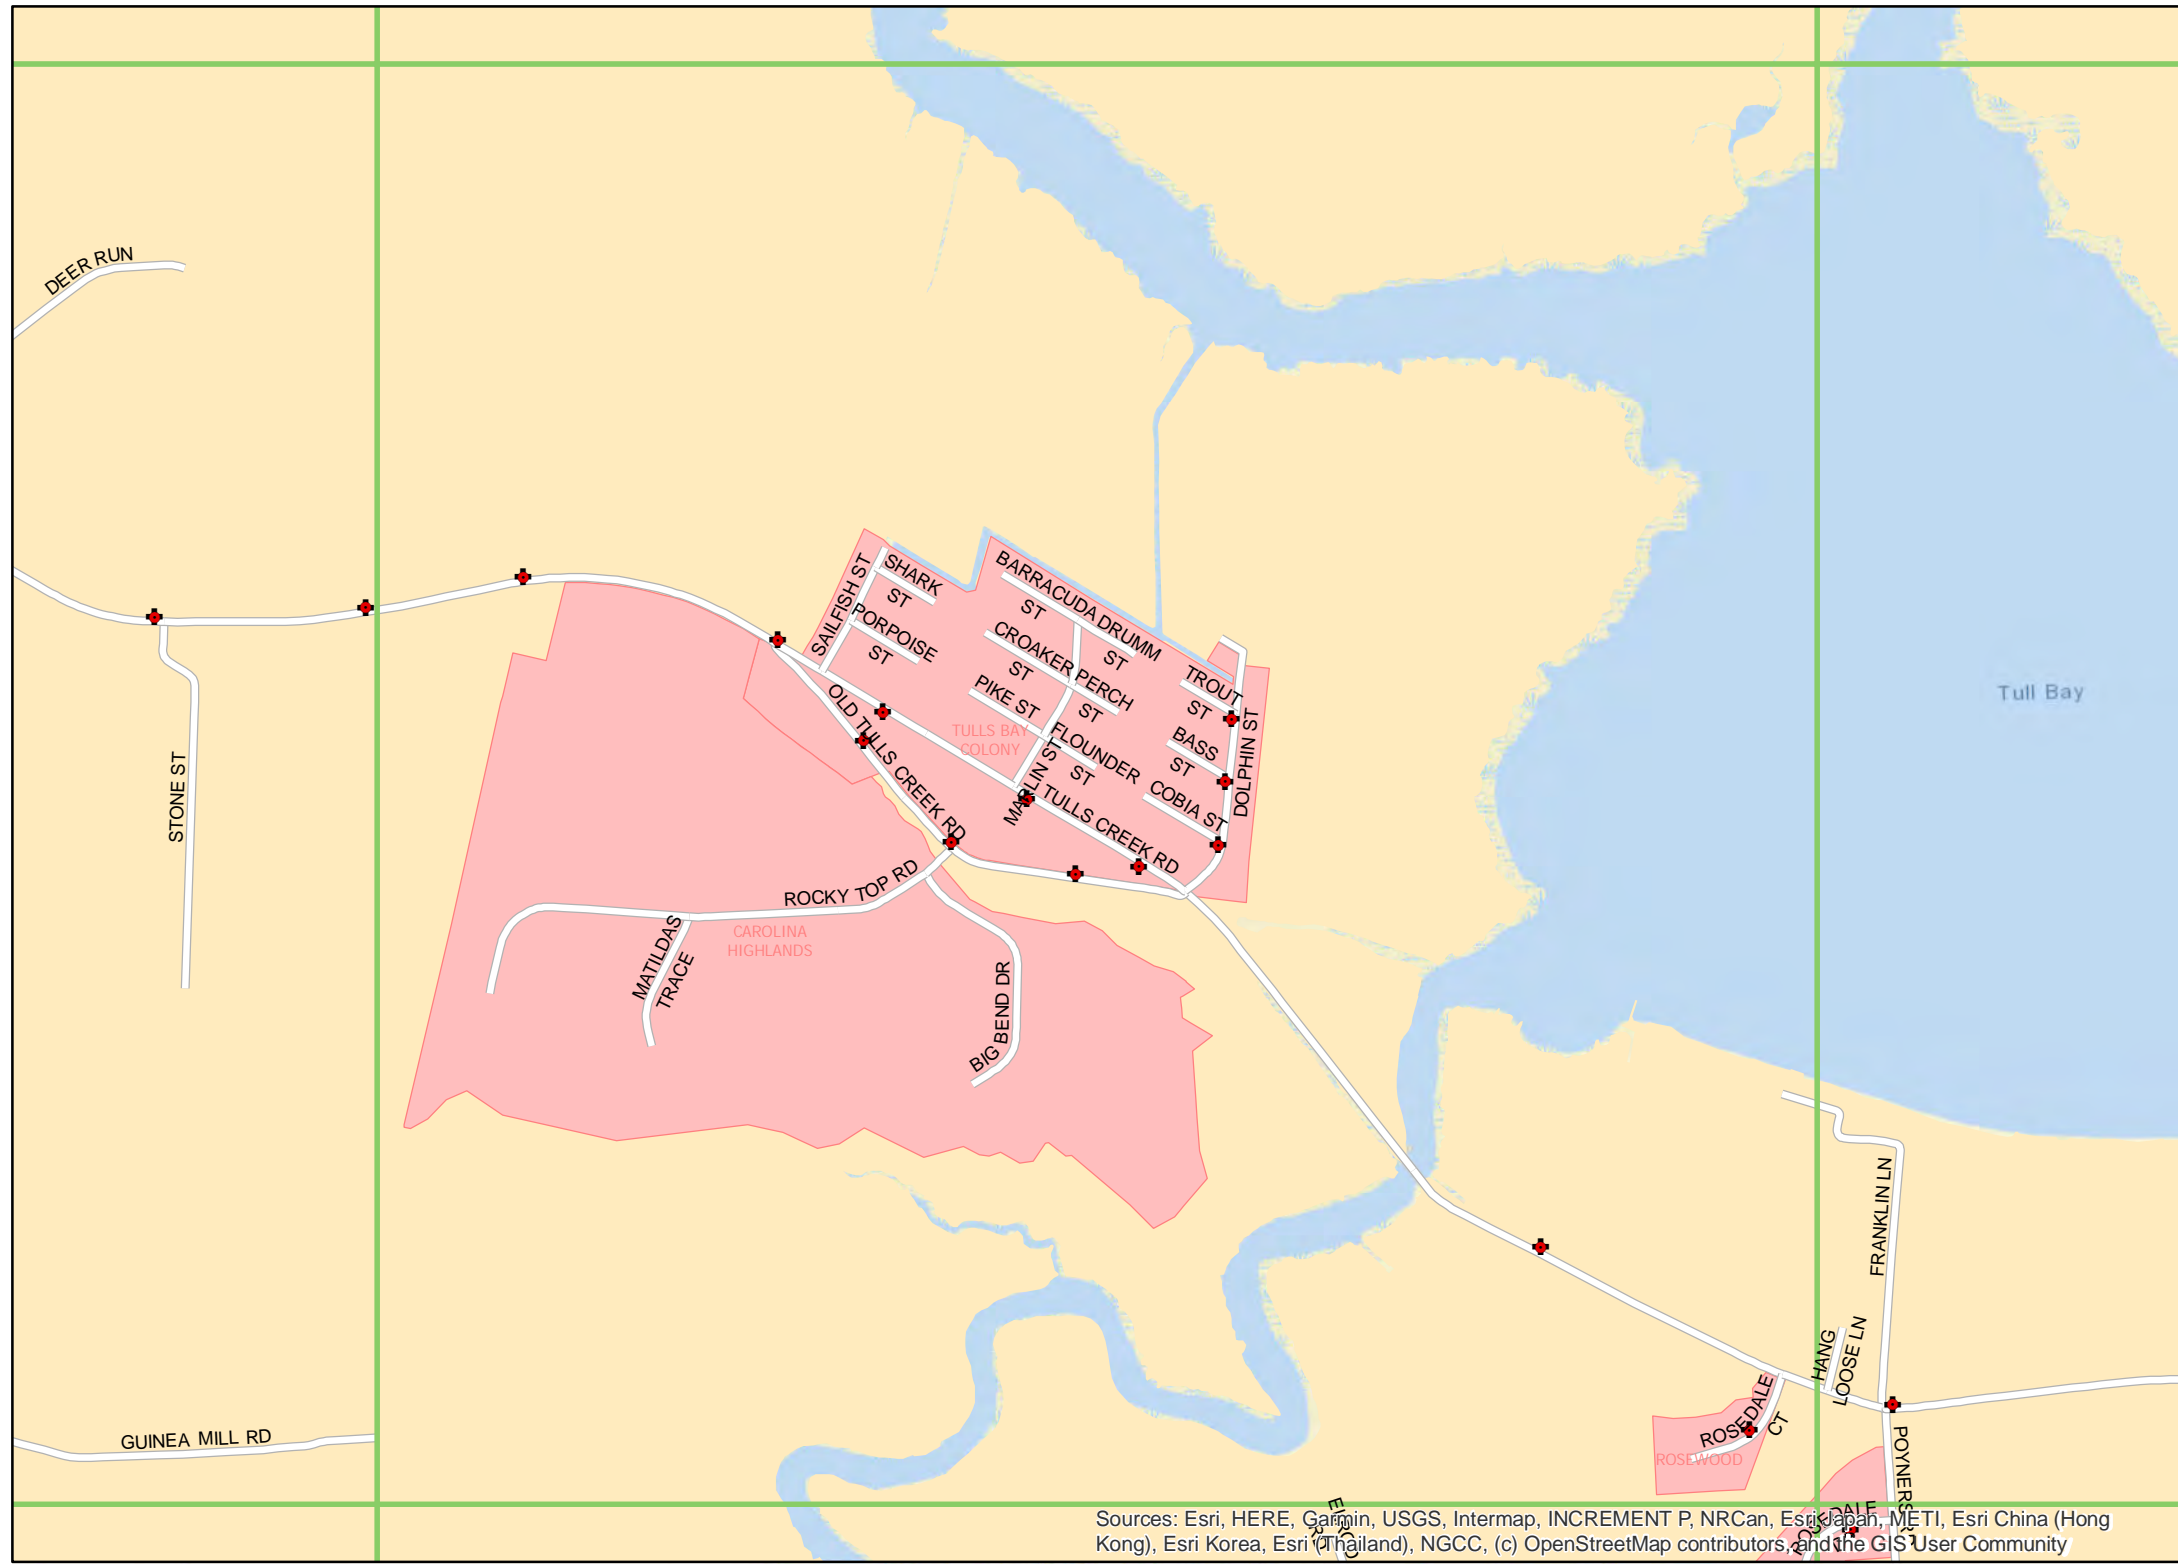 DEER RUN
SHARK
ST
SAILFISH ST
PORPOISE
ST
BARRACUDA
ST
DRUMM
ST
CROAKER
ST
PERCH
ST
TROUT
ST
PIKE ST
Tull Bay
OLD TULLS CREEK RD
TULLS BAY
COLONY
FLOUNDER
ST
BASS
ST
DOLPHIN ST
MARLIN ST
COBIA ST
TULLS CREEK RD
STONE ST
ROCKY TOP RD
MATILDAS
TRACE
CAROLINA
HIGHLANDS
BIG BEND DR
FRANKLIN LN
HANG
LOOSE LN
ROSEDALE
CT
ROSEWOOD
GUINEA MILL RD
POYNERS
Sources: Esri, HERE, Garmin, USGS, Intermap, INCREMENT P, NRCan, Esri Japan, METI, Esri China (Hong
Kong), Esri Korea, Esri (Thailand), NGCC, (c) OpenStreetMap contributors, and the GIS User Community